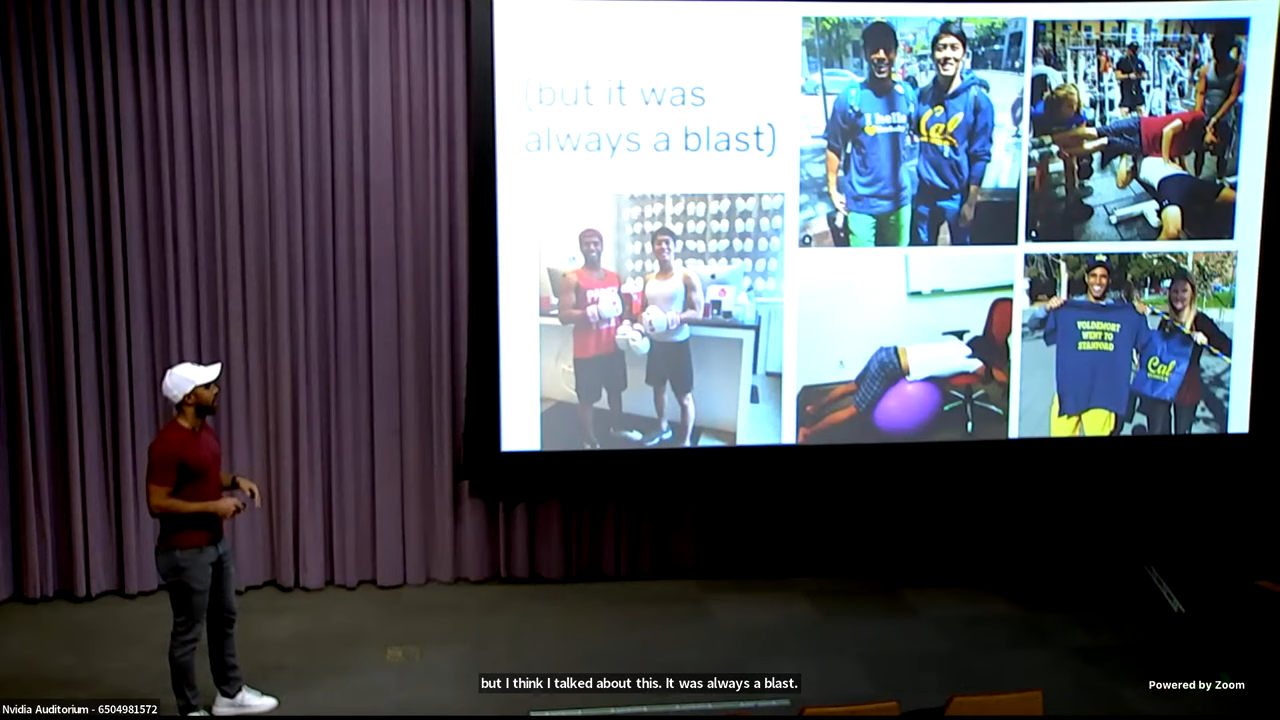 (but it was
always a blast)
Cal
VOLDEMORT
WENT TO
STANFORD
Cal
but I think I talked about this. It was always a blast.
Powered by Zoom
Nvidia Auditorium - 6504981572